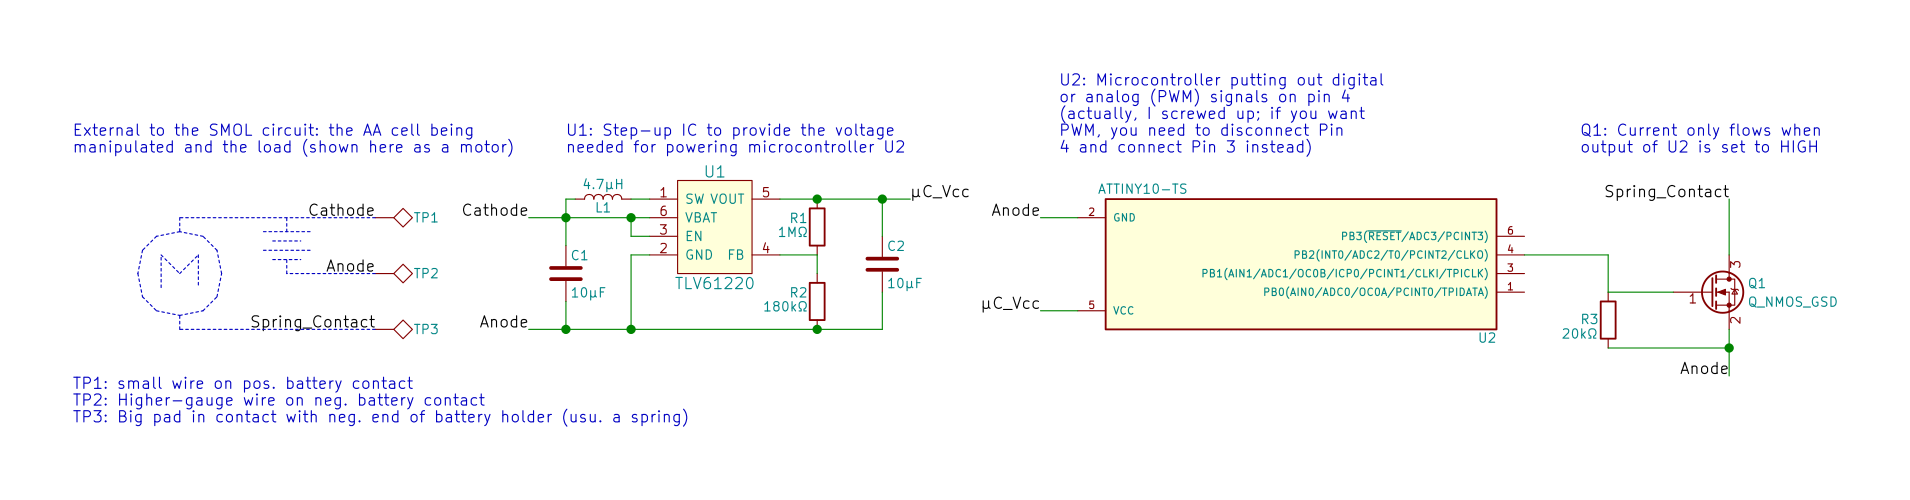 External to the SMOL circuit: the AA cell being
manipulated and the load (shown here as a motor)
Cathode
TP1
Anode
TP2
Spring_Contact
TP3
M
TP1: small wire on pos. battery contact
TP2: Higher-gauge wire on neg. battery contact
TP3: Big pad in contact with neg. end of battery holder (usu. a spring)
U1: Step-up IC to provide the voltage
needed for powering microcontroller U2
U1
4.7µH
L1
Cathode
1
6
3
2
SW VOUT
VBAT
EN
GND FB
5
4
TLV61220
C1
10µF
Anode
R1
1MΩ
R2
180kΩ
C2
10µF
µC_Vcc
U2: Microcontroller putting out digital
or analog (PWM) signals on pin 4
(actually, I screwed up; if you want
PWM, you need to disconnect Pin
4 and connect Pin 3 instead)
ATTINY10-TS
Anode
2
GND
µC_Vcc
5
VCC
PB3(RESET/ADC3/PCINT3)
6
PB2(INT0/ADC2/T0/PCINT2/CLKO)
4
PB1(AIN1/ADC1/OC0B/ICP0/PCINT1/CLKI/TPICLK)
3
PB0(AIN0/ADC0/OC0A/PCINT0/TPIDATA)
1
U2
Q1: Current only flows when
output of U2 is set to HIGH
Spring_Contact
3
1
2
Q1
Q_NMOS_GSD
R3
20kΩ
Anode